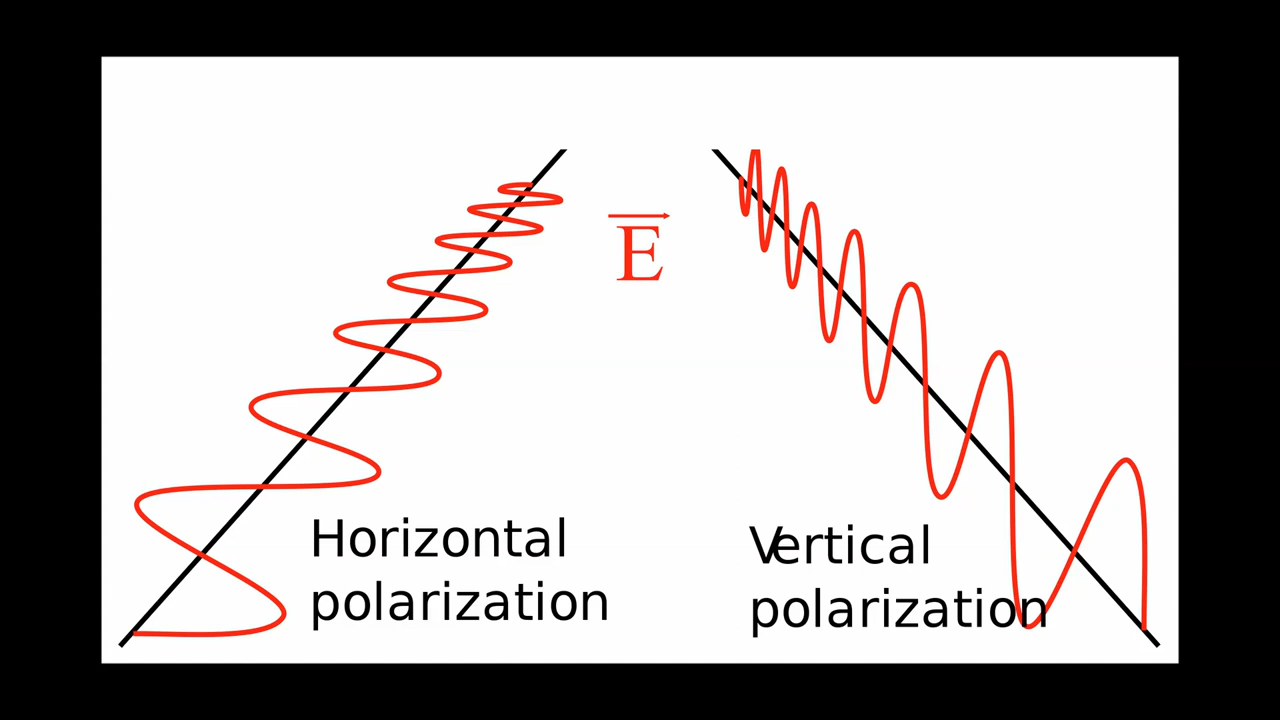 E
Horizontal
polarization
Vertical
polarization